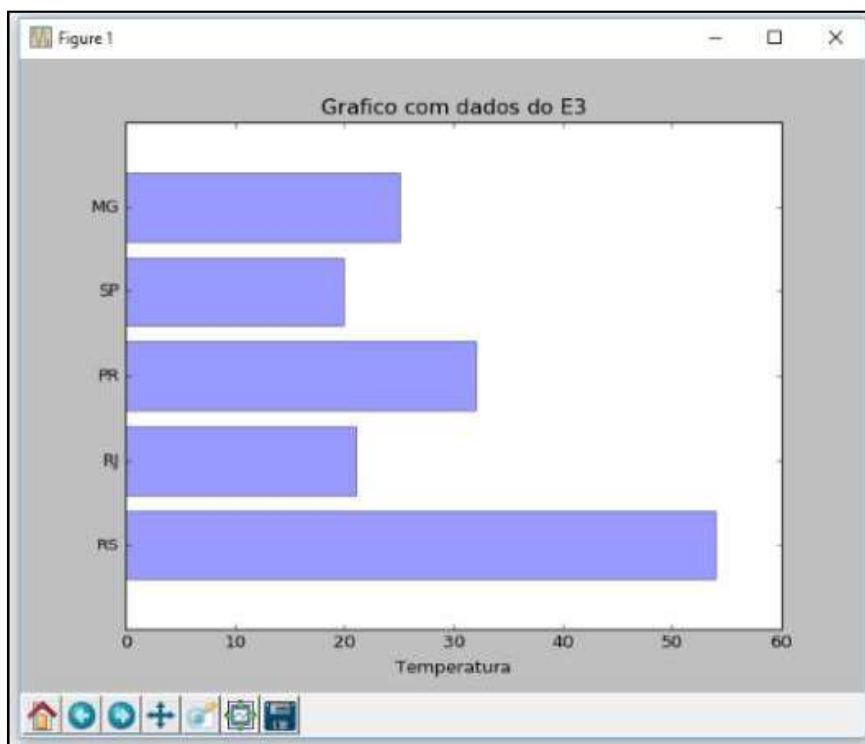 Figure 1
Grafico com dados do E3
MG
SP
PR
RJ
RS
0 10 20 30 40 50 60
Temperatura